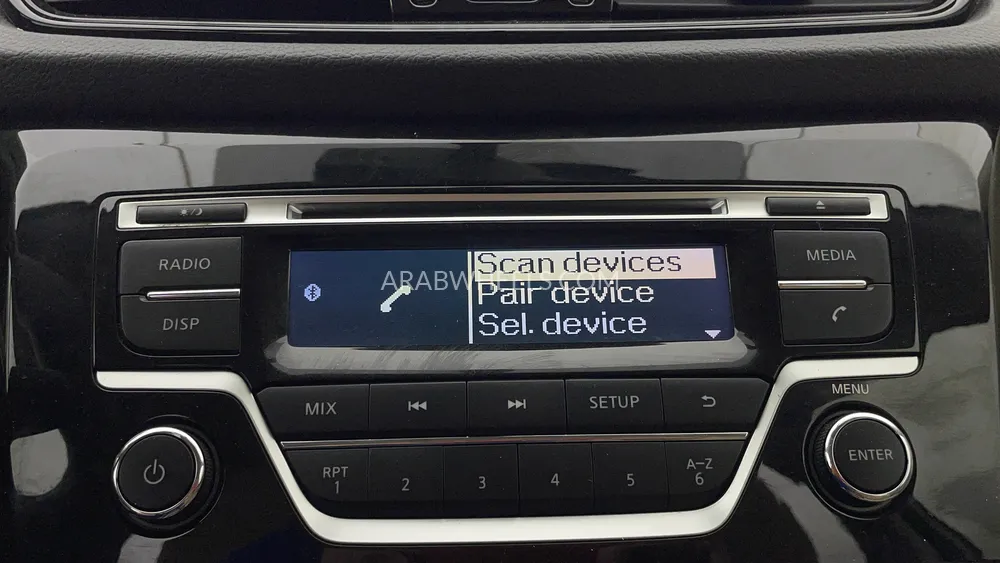 RADIO
MEDIA
DISP
ARABWHEELS.COM
Scan devices
Pair device
Sel. device
MIX
SETUP
MENU
ENTER
RPT
1
2
3
4
5
A-Z
6